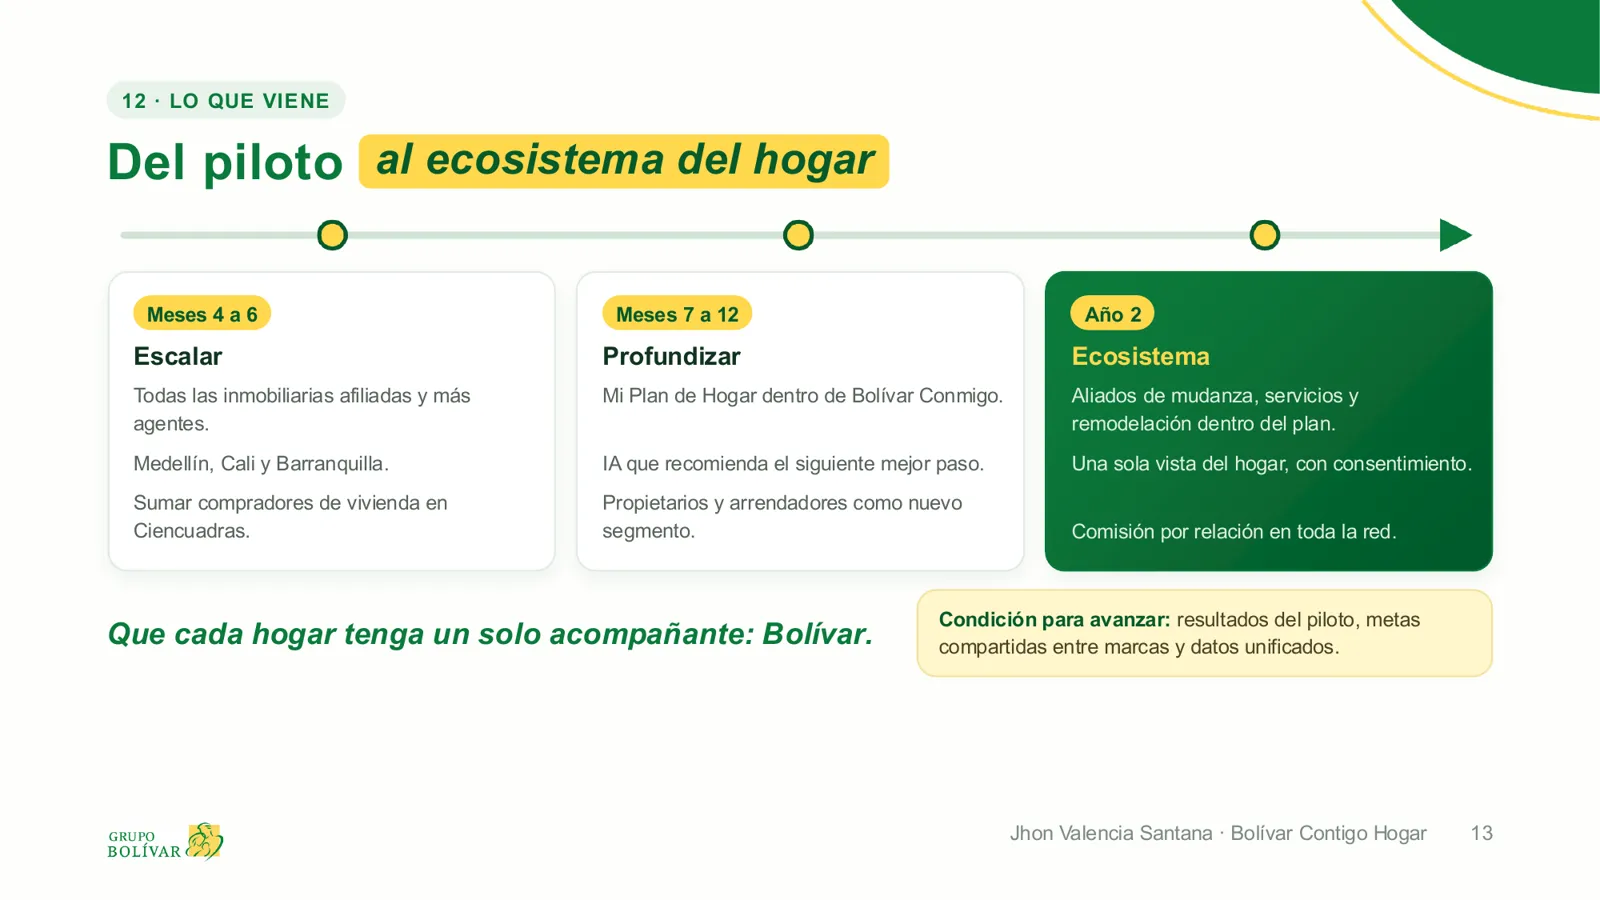 12 · LO QUE VIENE
Del piloto al ecosistema del hogar
Meses 4 a 6
Escalar
Todas las inmobiliarias afiliadas y más
agentes.
Medellín, Cali y Barranquilla.
Sumar compradores de vivienda en
Ciencuadras.
Meses 7 a 12
Profundizar
Mi Plan de Hogar dentro de Bolívar Conmigo.
IA que recomienda el siguiente mejor paso.
Propietarios y arrendadores como nuevo
segmento.
Año 2
Ecosistema
Aliados de mudanza, servicios y
remodelación dentro del plan.
Una sola vista del hogar, con consentimiento.
Comisión por relación en toda la red.
Que cada hogar tenga un solo acompañante: Bolívar.
Condición para avanzar: resultados del piloto, metas
compartidas entre marcas y datos unificados.
GRUPO
BOLÍVAR
Jhon Valencia Santana · Bolívar Contigo Hogar
13